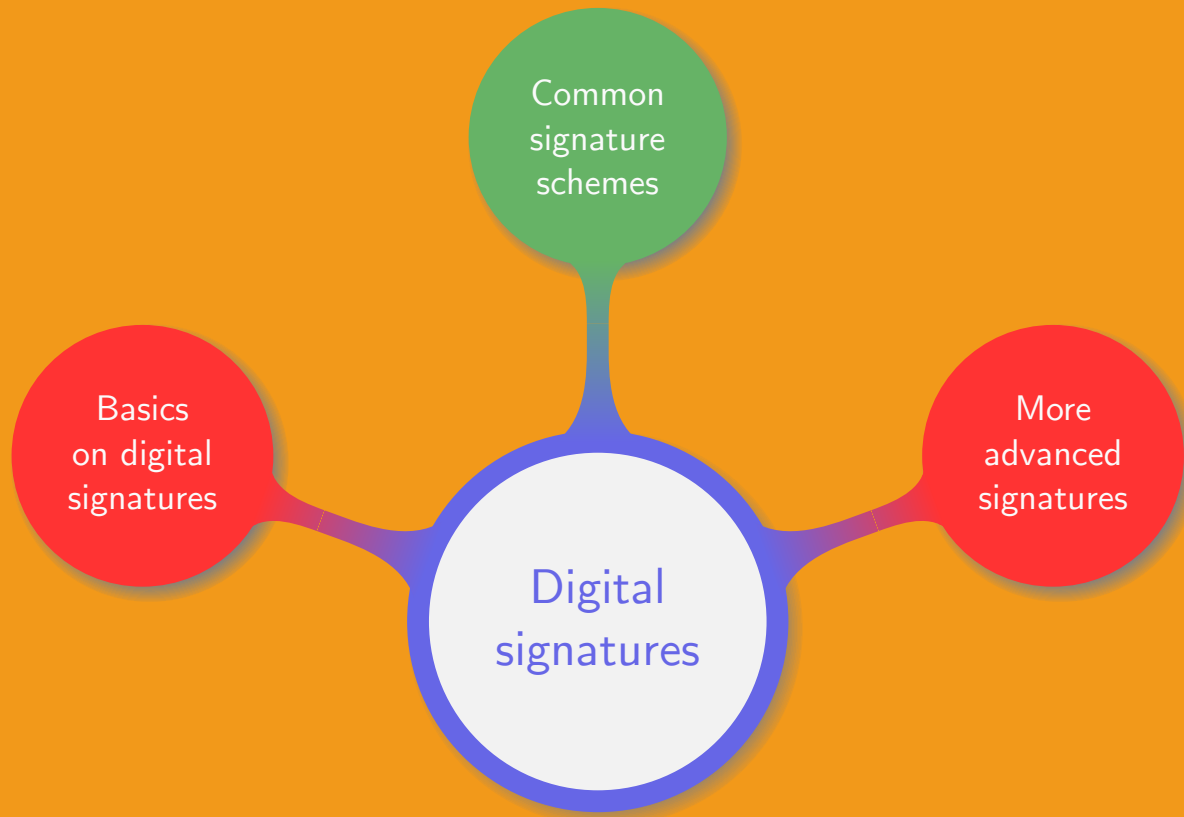 Common
signature
schemes
Basics
on digital
signatures
More
advanced
signatures
Digital
signatures